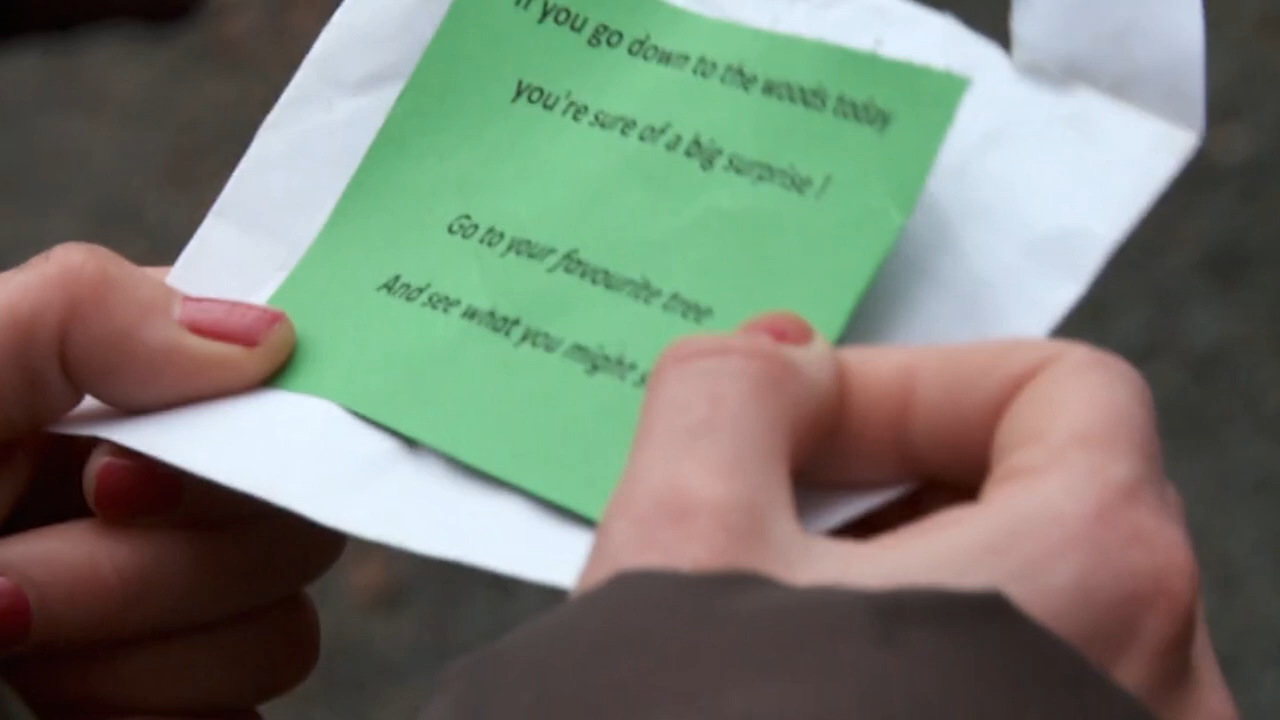 If you go down to the woods today
you're sure of a big surprise !
Go to your favourite tree
And see what you might